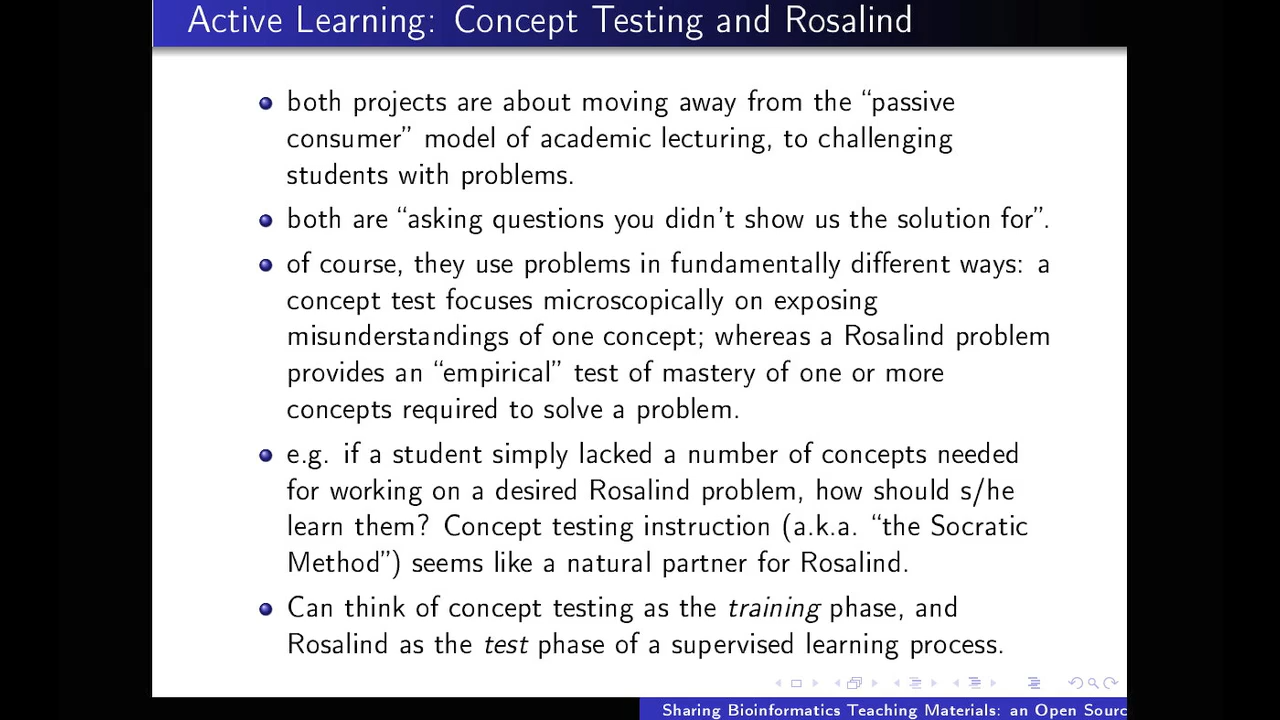 Active Learning: Concept Testing and Rosalind
both projects are about moving away from the “passive
consumer” model of academic lecturing, to challenging
students with problems.
both are “asking questions you didn't show us the solution for”.
of course, they use problems in fundamentally different ways: a
concept test focuses microscopically on exposing
misunderstandings of one concept; whereas a Rosalind problem
provides an “empirical” test of mastery of one or more
concepts required to solve a problem.
e.g. if a student simply lacked a number of concepts needed
for working on a desired Rosalind problem, how should s/he
learn them? Concept testing instruction (a.k.a. “the Socratic
Method”) seems like a natural partner for Rosalind.
Can think of concept testing as the training phase, and
Rosalind as the test phase of a supervised learning process.
Sharing Bioinformatics Teaching Materials: an Open Sourc